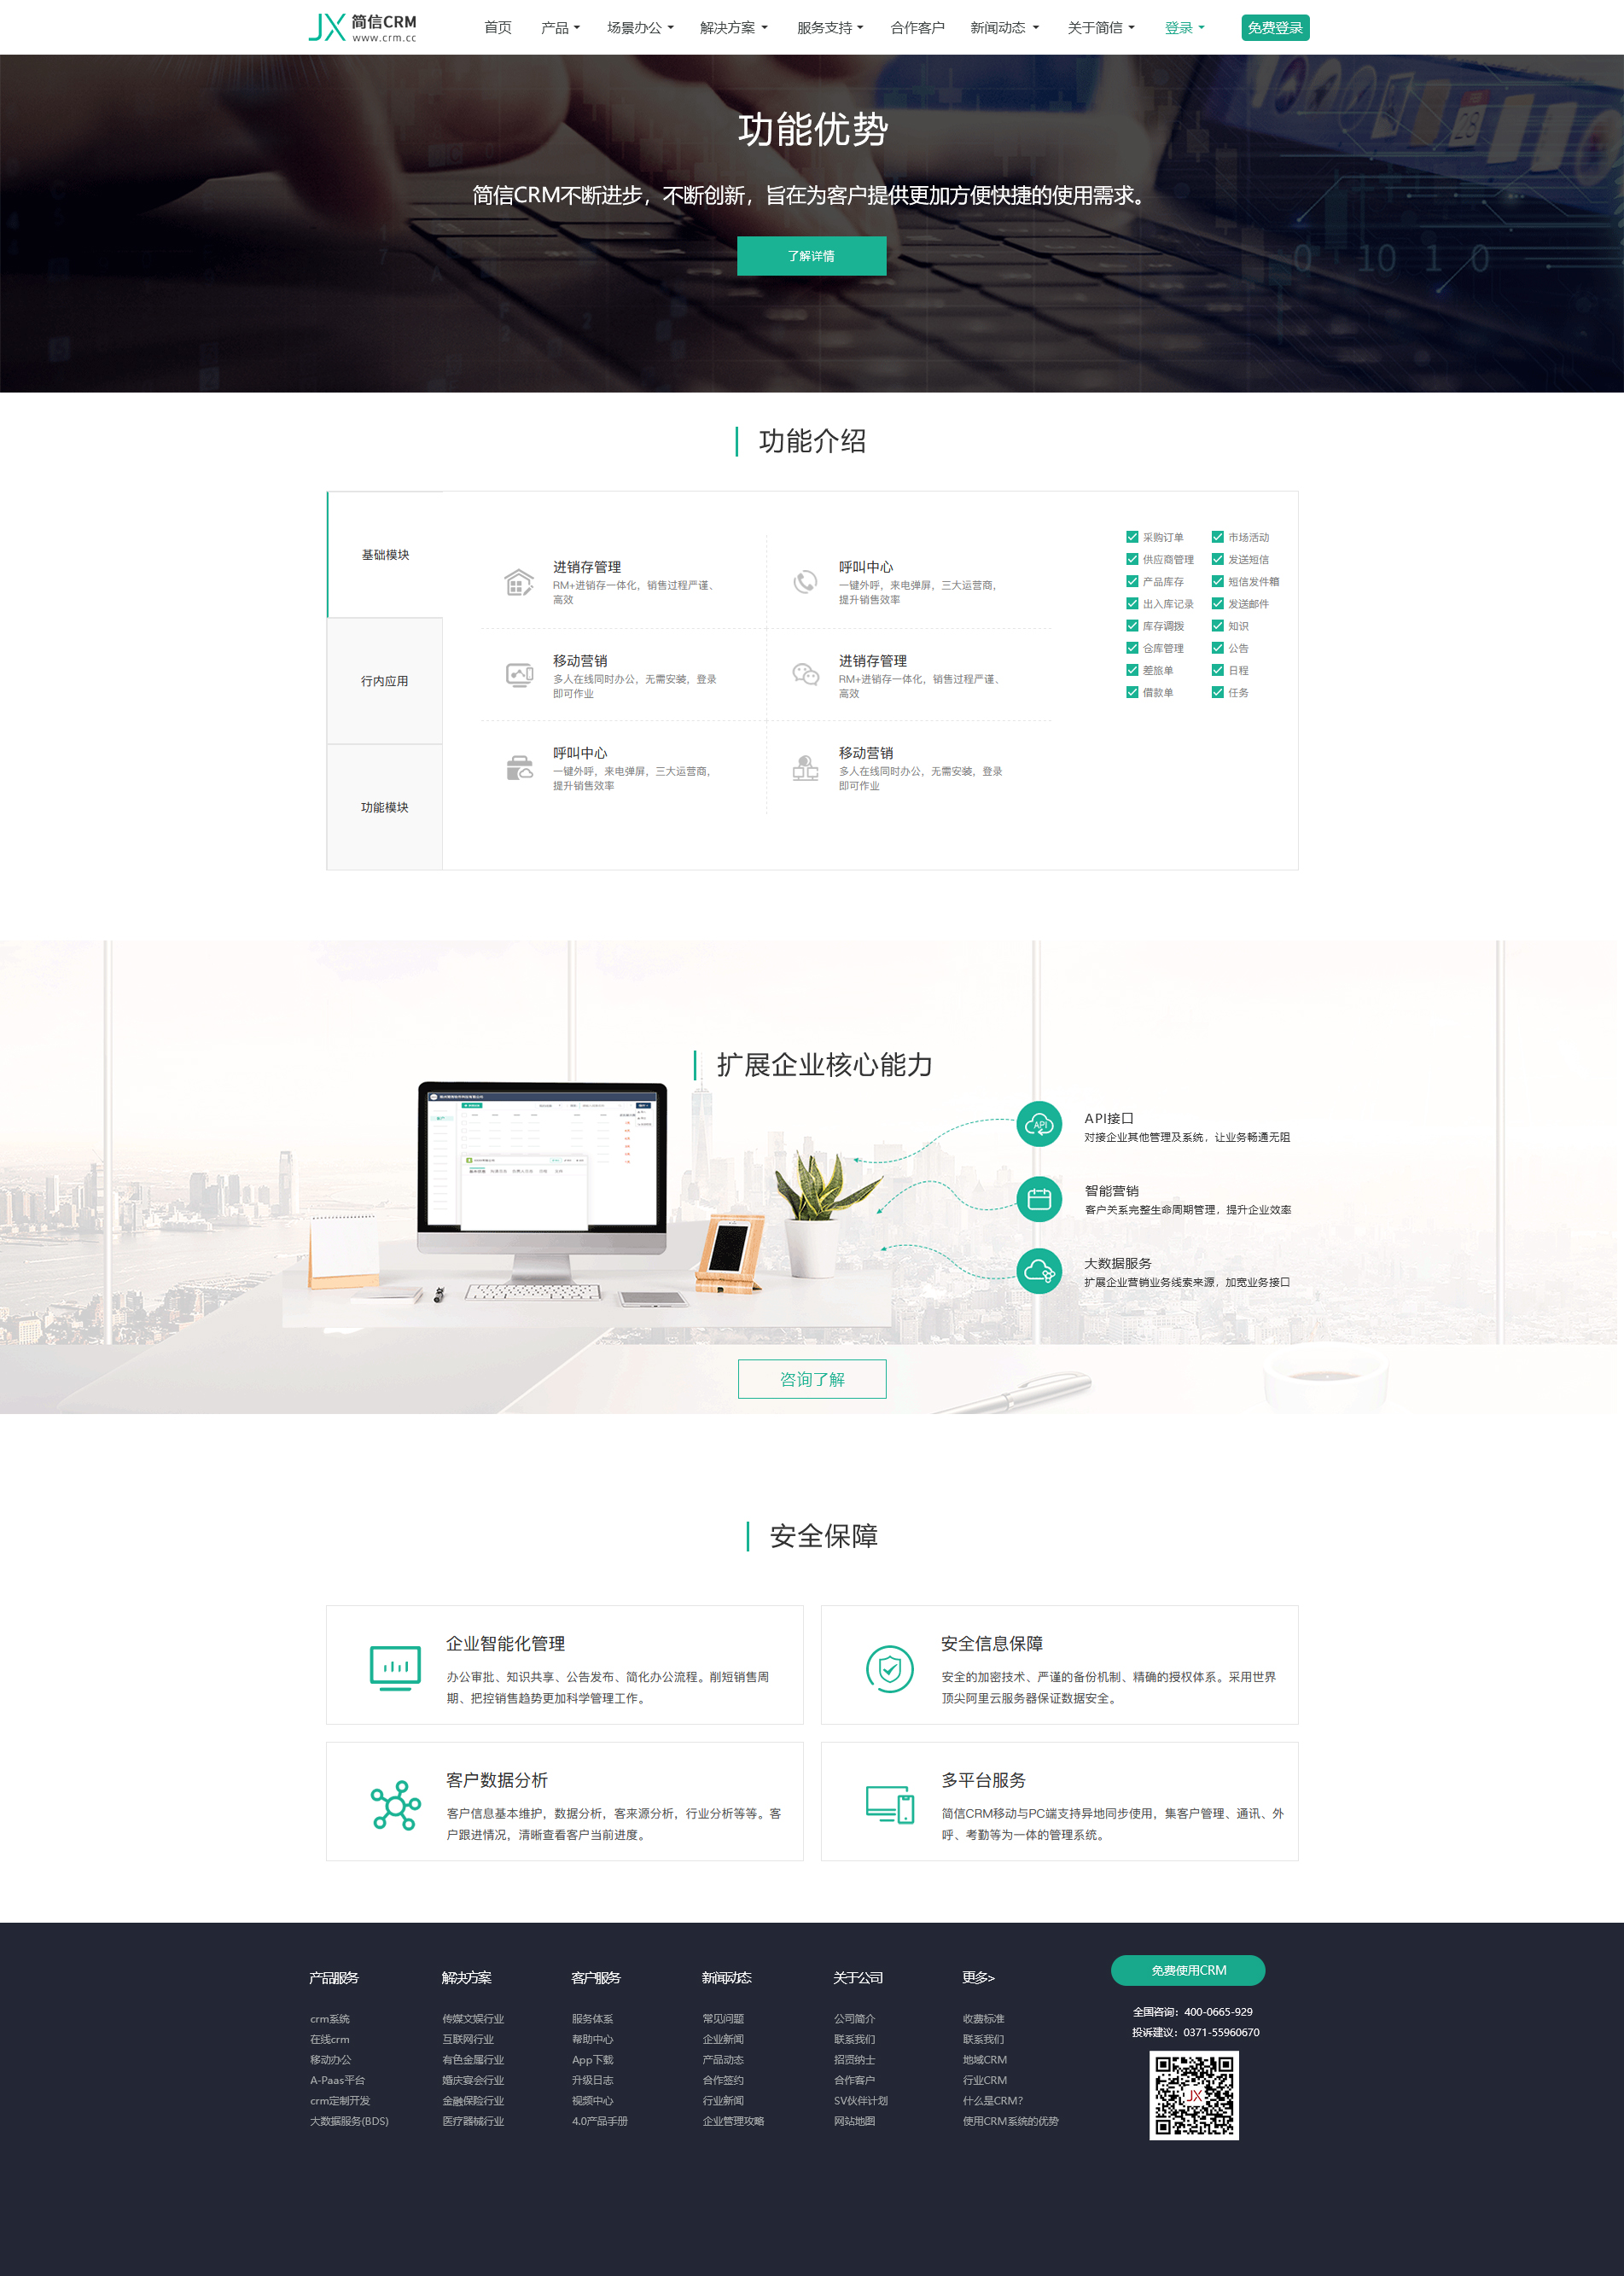 JX 简信CRM
www.crm.cc
首页 产品 场景办公 解决方案 服务支持 合作客户 新闻动态 关于简信 登录 免费登录
功能优势
简信CRM不断进步，不断创新，旨在为客户提供更加方便快捷的使用需求。
了解详情
0 10 1 0
功能介绍
基础模块
行内应用
功能模块
进销存管理
RM+进销存一体化，销售过程严谨、
高效
呼叫中心
一键外呼，来电弹屏，三大运营商，
提升销售效率
移动营销
多人在线同时办公，无需安装，登录
即可作业
进销存管理
RM+进销存一体化，销售过程严谨、
高效
呼叫中心
一键外呼，来电弹屏，三大运营商，
提升销售效率
移动营销
多人在线同时办公，无需安装，登录
即可作业
采购订单 市场活动
供应商管理 发送短信
产品库存 短信发件箱
出入库记录 发送邮件
库存调拨 知识
仓库管理 公告
差旅单 日程
借款单 任务
扩展企业核心能力
API
API接口
对接企业其他管理及系统，让业务畅通无阻
智能营销
客户关系完整生命周期管理，提升企业效率
大数据服务
扩展企业营销业务线索来源，加宽业务接口
咨询了解
安全保障
企业智能化管理
办公审批、知识共享、公告发布、简化办公流程。削短销售周
期、把控销售趋势更加科学管理工作。
安全信息保障
安全的加密技术、严谨的备份机制、精确的授权体系。采用世界
顶尖阿里云服务器保证数据安全。
客户数据分析
客户信息基本维护，数据分析，客来源分析，行业分析等等。客
户跟进情况，清晰查看客户当前进度。
多平台服务
简信CRM移动与PC端支持异地同步使用，集客户管理、通讯、外
呼、考勤等为一体的管理系统。
产品服务
crm系统
在线crm
移动办公
A-Paas平台
crm定制开发
大数据服务(BDS)
解决方案
传媒文娱行业
互联网行业
有色金属行业
婚庆宴会行业
金融保险行业
医疗器械行业
客户服务
服务体系
帮助中心
App下载
升级日志
视频中心
4.0产品手册
新闻动态
常见问题
企业新闻
产品动态
合作签约
行业新闻
企业管理攻略
关于公司
公司简介
联系我们
招贤纳士
合作客户
SV伙伴计划
网站地图
更多>
收费标准
联系我们
地域CRM
行业CRM
什么是CRM?
使用CRM系统的优势
免费使用CRM
全国咨询：400-0665-929
投诉建议：0371-55960670
JX